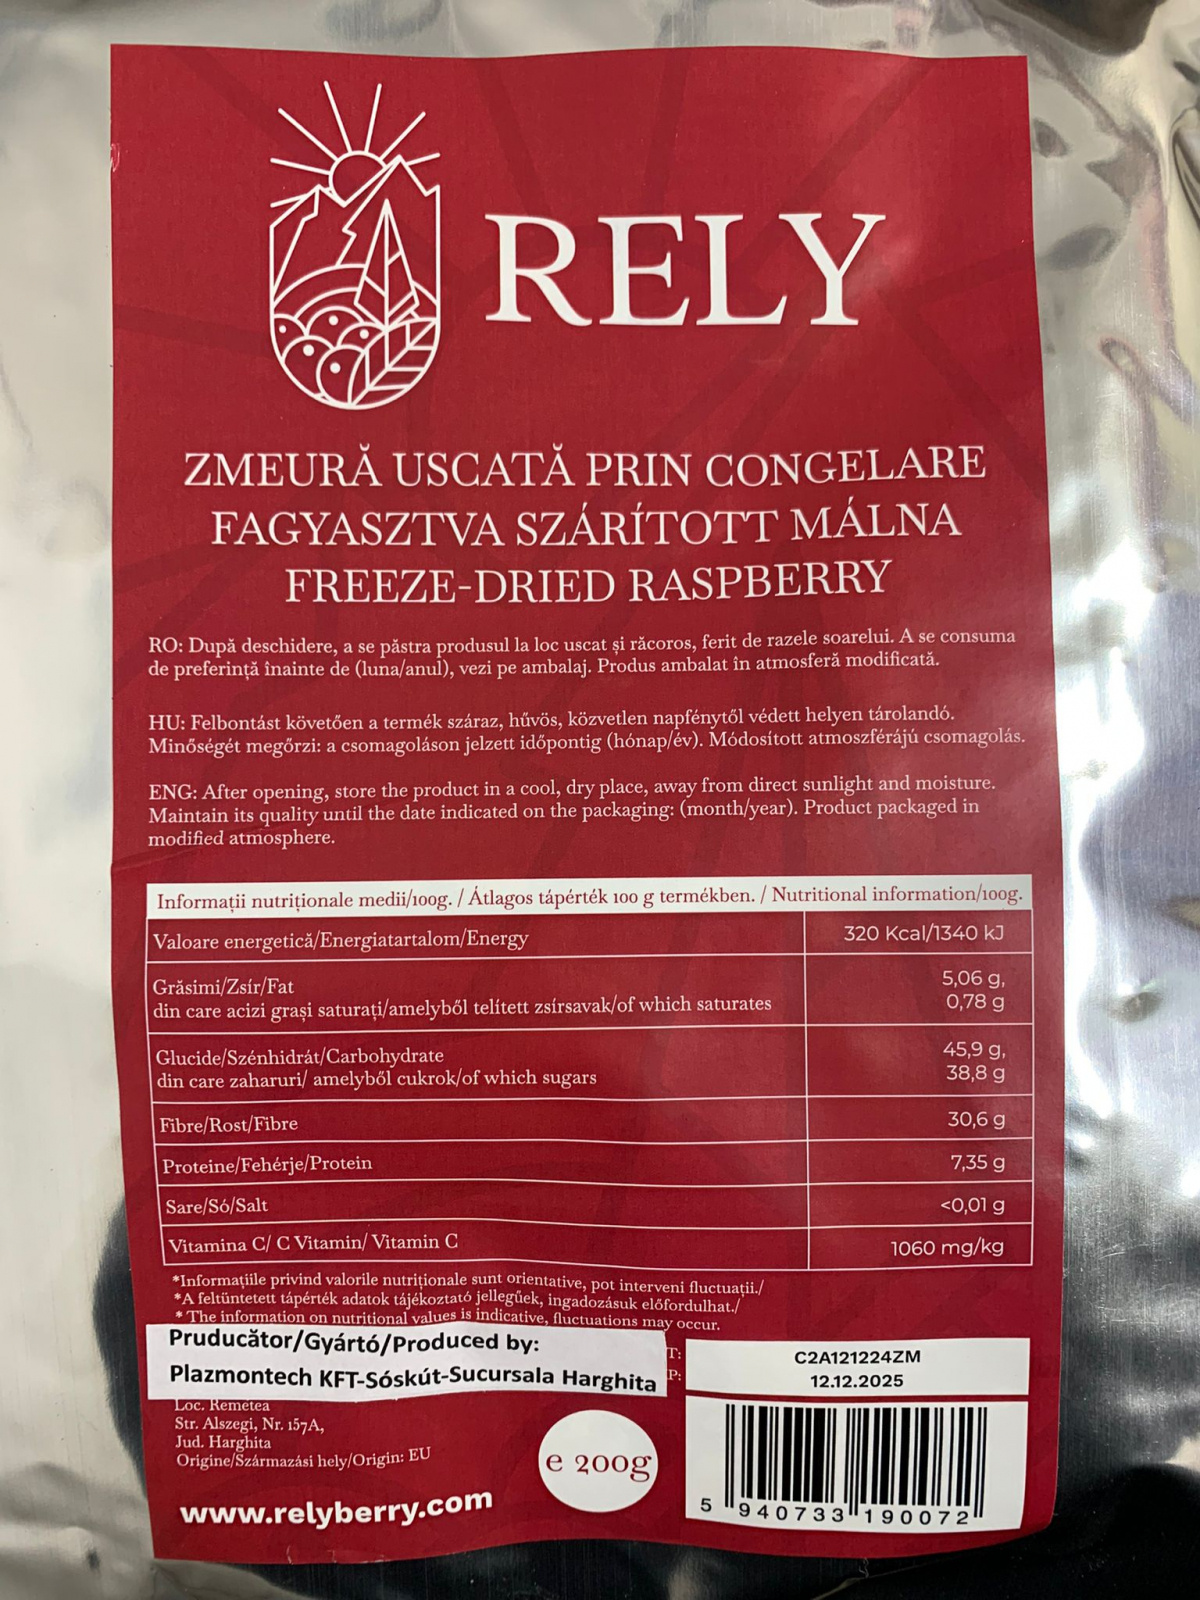 RELY
ZMEURĂ USCATĂ PRIN CONGELARE
FAGYASZTVA SZÁRÍTOTT MÁLNA
FREEZE-DRIED RASPBERRY
RO: După deschidere, a se păstra produsul la loc uscat și răcoros, ferit de razele soarelui. A se consuma
de preferință înainte de (luna/anul), vezi pe ambalaj. Produs ambalat în atmosferă modificată.
HU: Felbontást követően a termék száraz, hűvös, közvetlen napfénytől védett helyen tárolandó.
Minőségét megőrzi: a csomagoláson jelzett időpontig (hónap/év). Módosított atmoszférájú csomagolás.
ENG: After opening, store the product in a cool, dry place, away from direct sunlight and moisture.
Maintain its quality until the date indicated on the packaging: (month/year). Product packaged in
modified atmosphere.
Informații nutriționale medii/100g. / Átlagos tápérték 100 g termékben. / Nutritional information/100g.
Valoare energetică/Energiatartalom/Energy 320 Kcal/1340 kJ
Grăsimi/Zsír/Fat 5,06 g,
din care acizi grași saturați/amelyből telített zsírsavak/of which saturates 0,78 g
Glucide/Szénhidrát/Carbohydrate 45,9 g,
din care zaharuri/ amelyből cukrok/of which sugars 38,8 g
Fibre/Rost/Fibre 30,6 g
Proteine/Fehérje/Protein 7,35 g
Sare/Só/Salt <0,01 g
Vitamina C/ C Vitamin/ Vitamin C 1060 mg/kg
*Informațiile privind valorile nutriționale sunt orientative, pot interveni fluctuații./
*A feltüntetett tápérték adatok tájékoztató jellegűek, ingadozásuk előfordulhat./
* The information on nutritional values is indicative, fluctuations may occur.
Pruducător/Gyártó/Produced by:
Plazmontech KFT-Sóskút-Sucursala Harghita
T: C2A121224ZM
P: 12.12.2025
Loc. Remetea
Str. Alszegi, Nr. 157A,
Jud. Harghita
Origine/Származási hely/Origin: EU
e 200g
www.relyberry.com
5 940733 190072